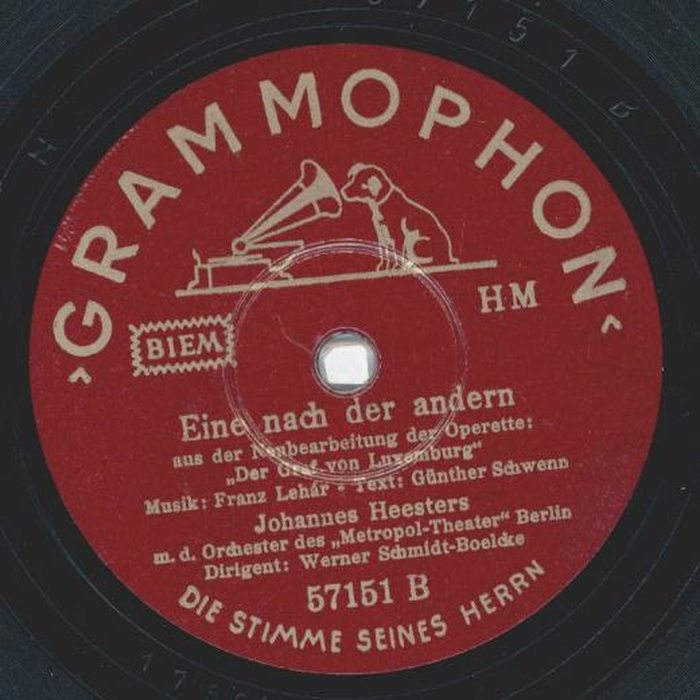 GRAMMOPHON
HM
BIEM
Eine nach der andern
aus der Neubearbeitung der Operette:
„Der Graf von Luxemburg“
Musik: Franz Lehár - Text: Günther Schwenn
Johannes Heesters
m. d. Orchester des „Metropol-Theater“ Berlin
Dirigent: Werner Schmidt-Boelcke
57151 B
DIE STIMME SEINES HERRN
57151 B
N